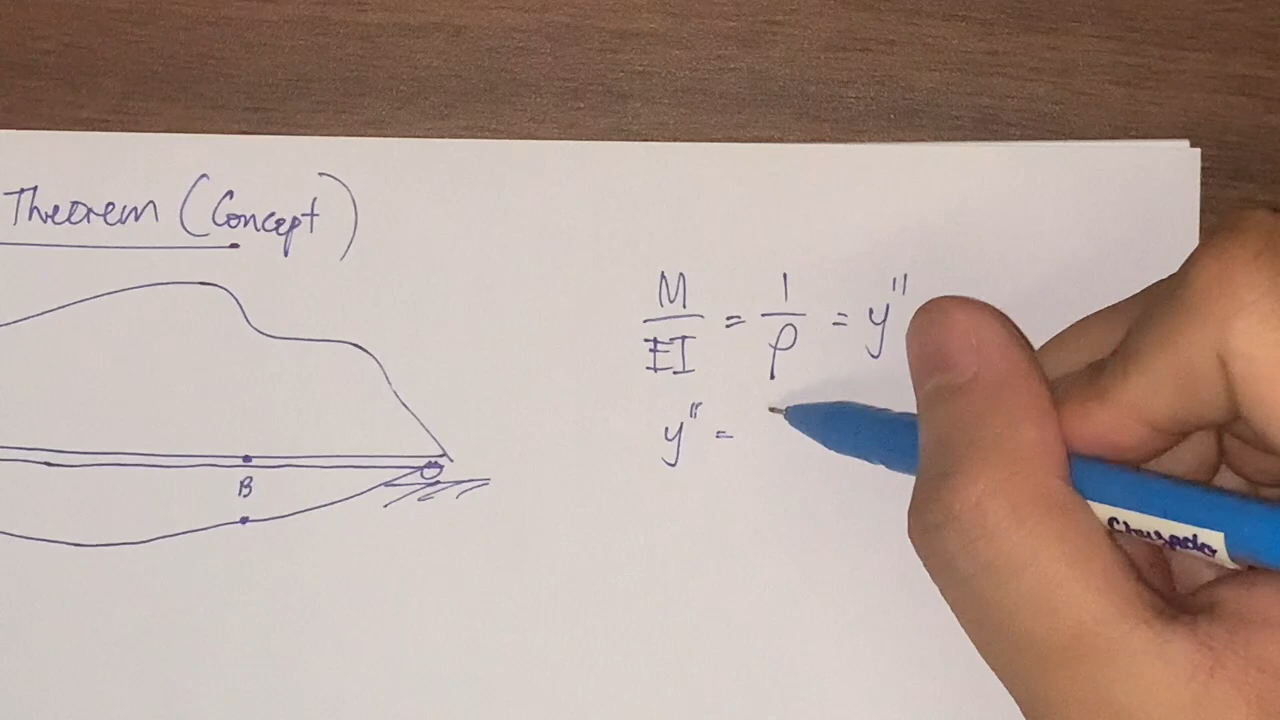 Theorem (Concept)
M/EI = 1/ρ = y"
y" =
B